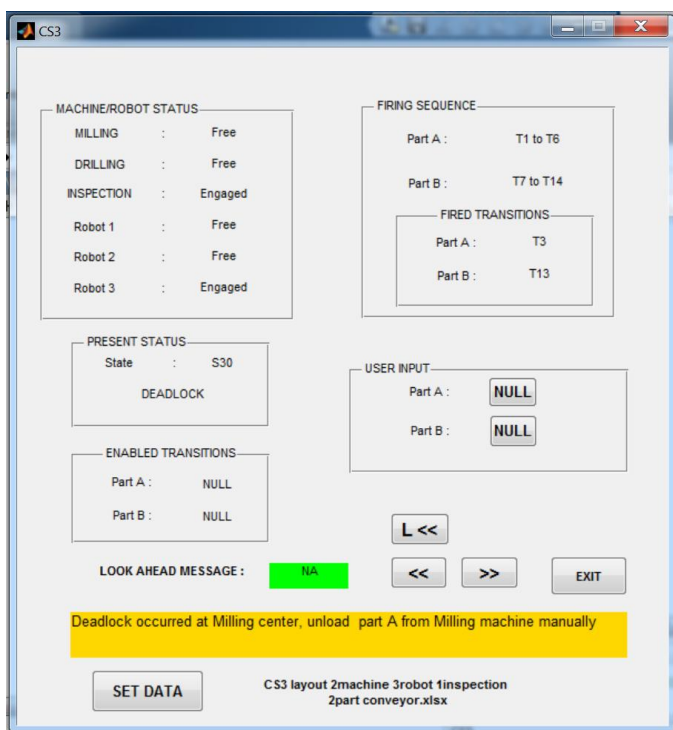 CS3
MACHINE/ROBOT STATUS
MILLING : Free
DRILLING : Free
INSPECTION : Engaged
Robot 1 : Free
Robot 2 : Free
Robot 3 : Engaged
FIRING SEQUENCE
Part A : T1 to T6
Part B : T7 to T14
FIRED TRANSITIONS
Part A : T3
Part B : T13
PRESENT STATUS
State : S30
DEADLOCK
USER INPUT
Part A : NULL
Part B : NULL
ENABLED TRANSITIONS
Part A : NULL
Part B : NULL
L <<
LOOK AHEAD MESSAGE : NA
<< >> EXIT
Deadlock occurred at Milling center, unload part A from Milling machine manually
SET DATA
CS3 layout 2machine 3robot 1inspection
2part conveyor.xlsx